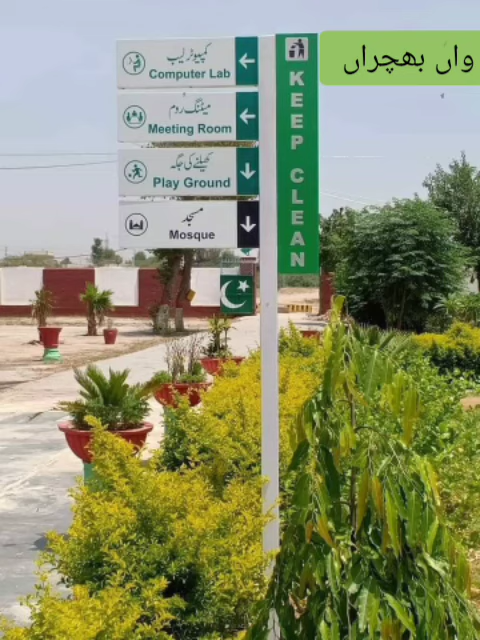 واں بھچراں
کمپیوٹر لیب
Computer Lab
میٹنگ روم
Meeting Room
کھیلنے کی جگہ
Play Ground
مسجد
Mosque
KEEP CLEAN